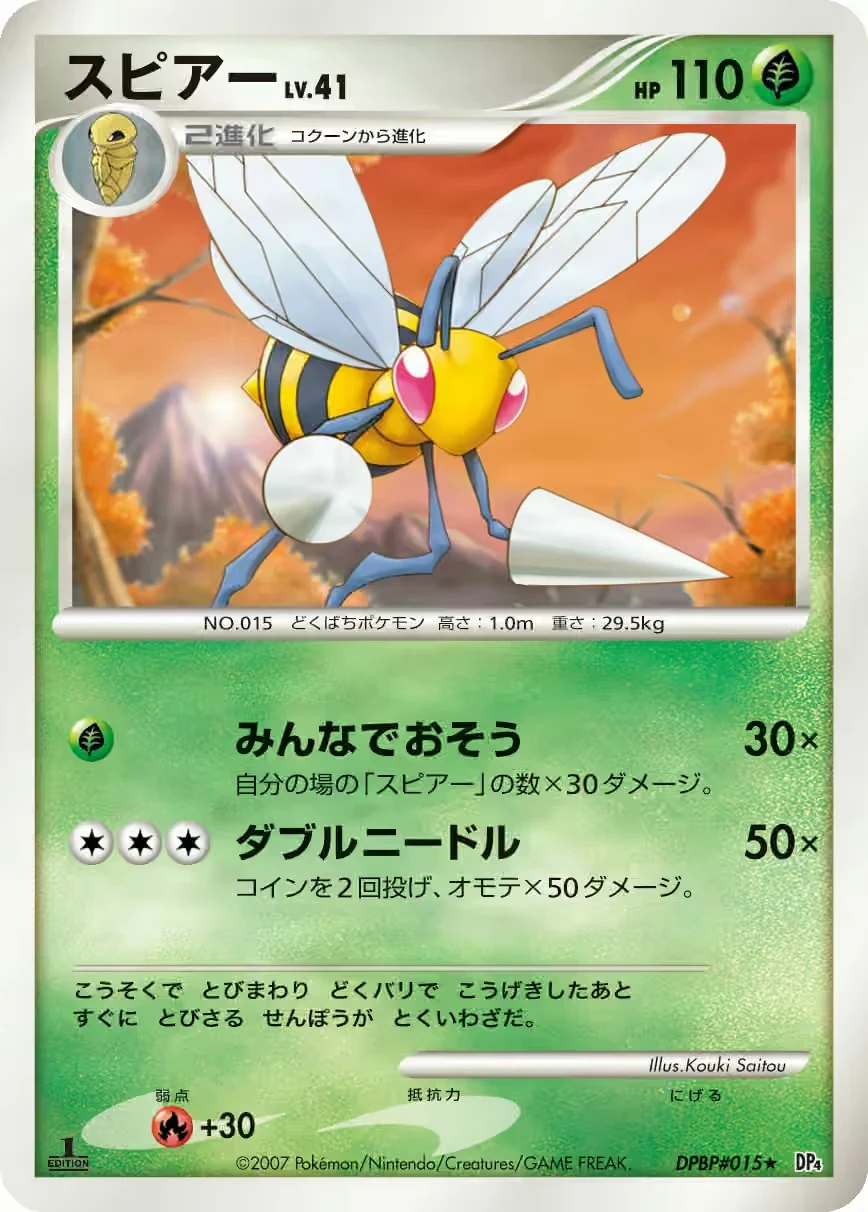 スピアー LV.41 HP 110
2進化 コクーンから進化
NO.015 どくばちポケモン 高さ：1.0m 重さ：29.5kg
みんなでおそう 30×
自分の場の「スピアー」の数×30ダメージ。
ダブルニードル 50×
コインを2回投げ、オモテ×50ダメージ。
こうそくで とびまわり どくバリで こうげきしたあと
すぐに とびさる せんぽうが とくいわざだ。
Illus.Kouki Saitou
弱点 抵抗力 にげる
+30
1
EDITION
©2007 Pokémon/Nintendo/Creatures/GAME FREAK. DPBP#015★ DP4